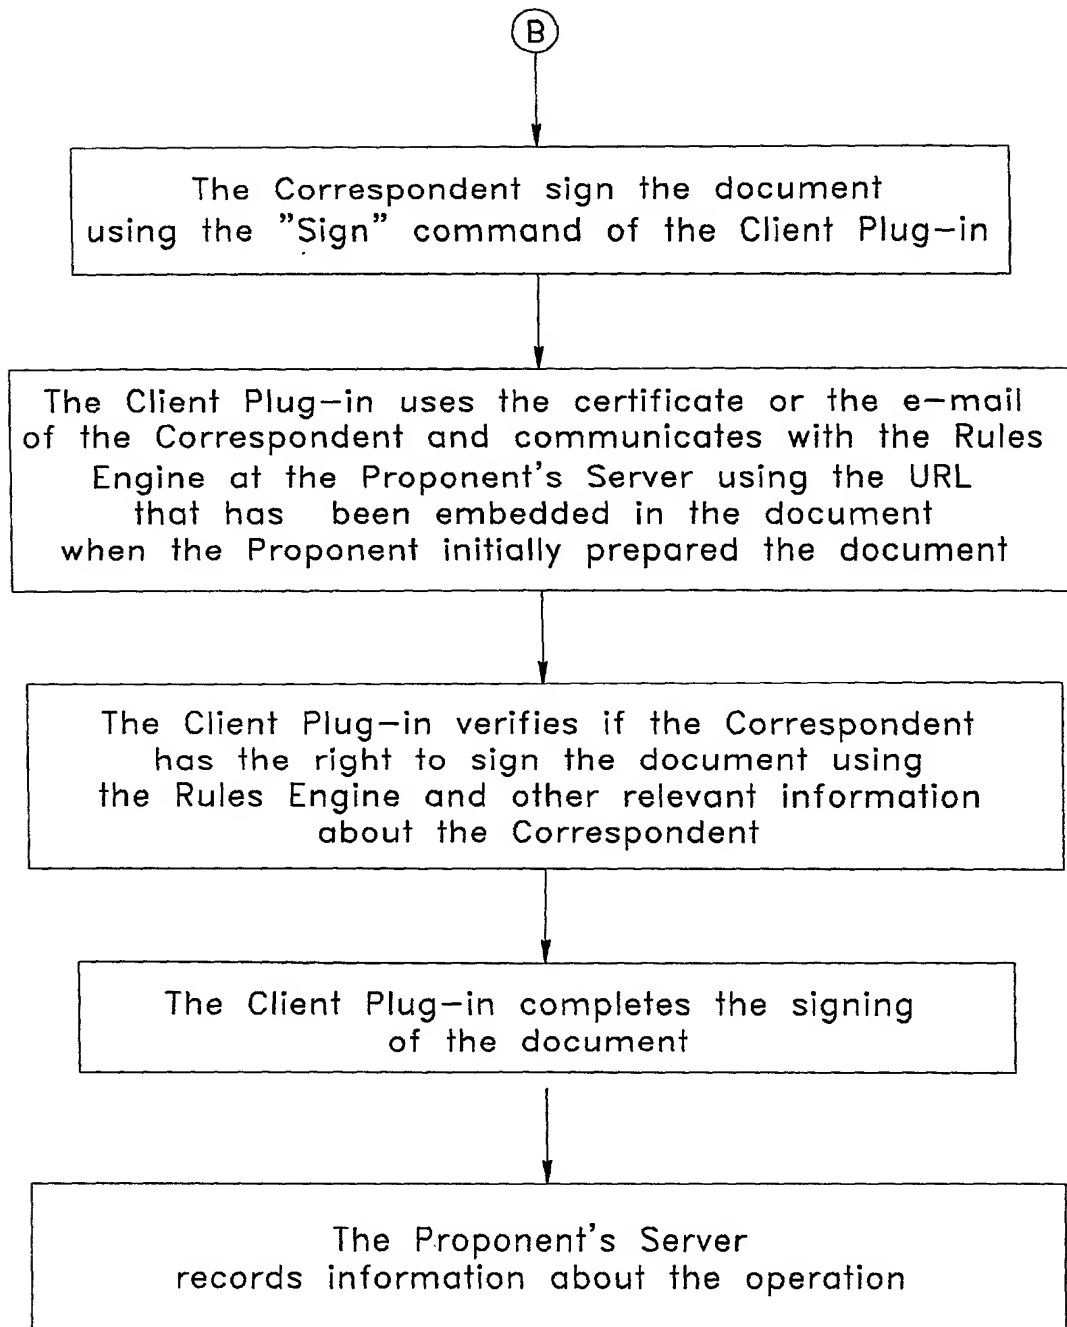 B
The Correspondent sign the document
using the "Sign" command of the Client Plug-in
The Client Plug-in uses the certificate or the e-mail
of the Correspondent and communicates with the Rules
Engine at the Proponent's Server using the URL
that has been embedded in the document
when the Proponent initially prepared the document
The Client Plug-in verifies if the Correspondent
has the right to sign the document using
the Rules Engine and other relevant information
about the Correspondent
The Client Plug-in completes the signing
of the document
The Proponent's Server
records information about the operation